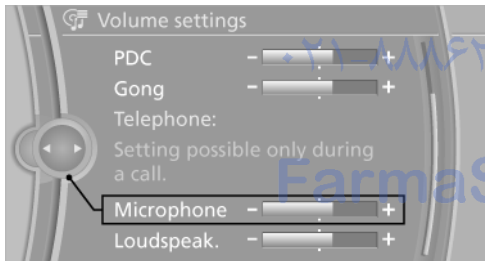 Volume settings
PDC - +
Gong - +
Telephone:
Setting possible only during
a call.
Microphone - +
Loudspeak. - +